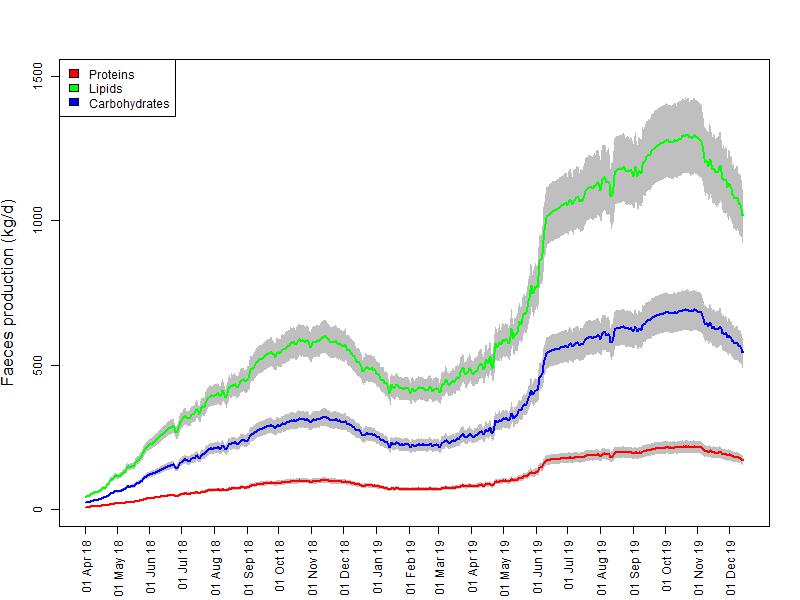 Proteins
Lipids
Carbohydrates
Faeces production (kg/d)
1500
1000
500
0
01 Apr 18
01 May 18
01 Jun 18
01 Jul 18
01 Aug 18
01 Sep 18
01 Oct 18
01 Nov 18
01 Dec 18
01 Jan 19
01 Feb 19
01 Mar 19
01 Apr 19
01 May 19
01 Jun 19
01 Jul 19
01 Aug 19
01 Sep 19
01 Oct 19
01 Nov 19
01 Dec 19